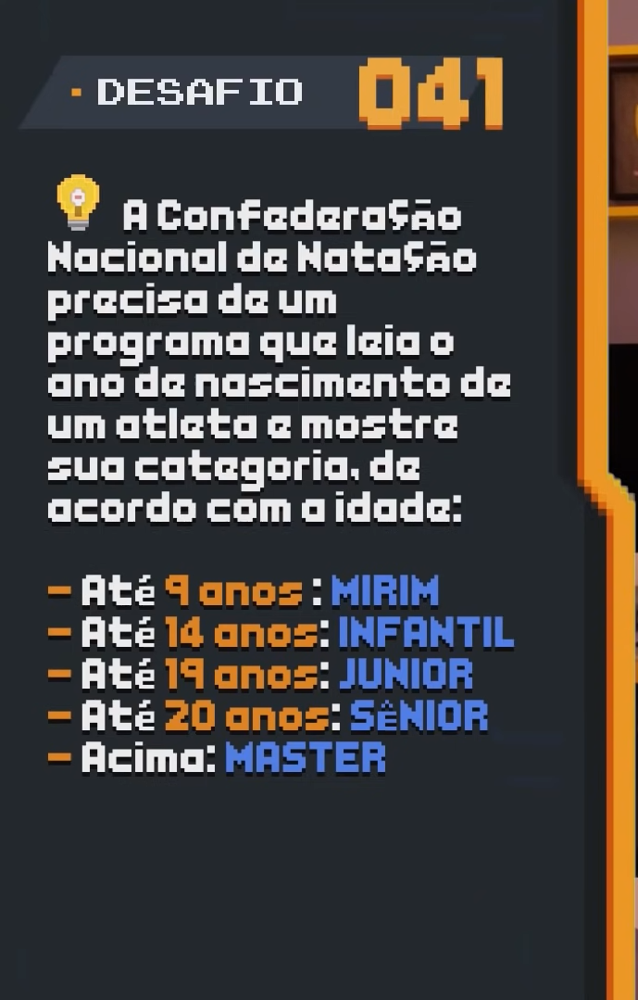 DESAFIO 041
A Confederação
Nacional de Natação
precisa de um
programa que leia o
ano de nascimento de
um atleta e mostre
sua categoria, de
acordo com a idade:
- Até 9 anos : MIRIM
- Até 14 anos: INFANTIL
- Até 19 anos: JUNIOR
- Até 20 anos: SÊNIOR
- Acima: MASTER